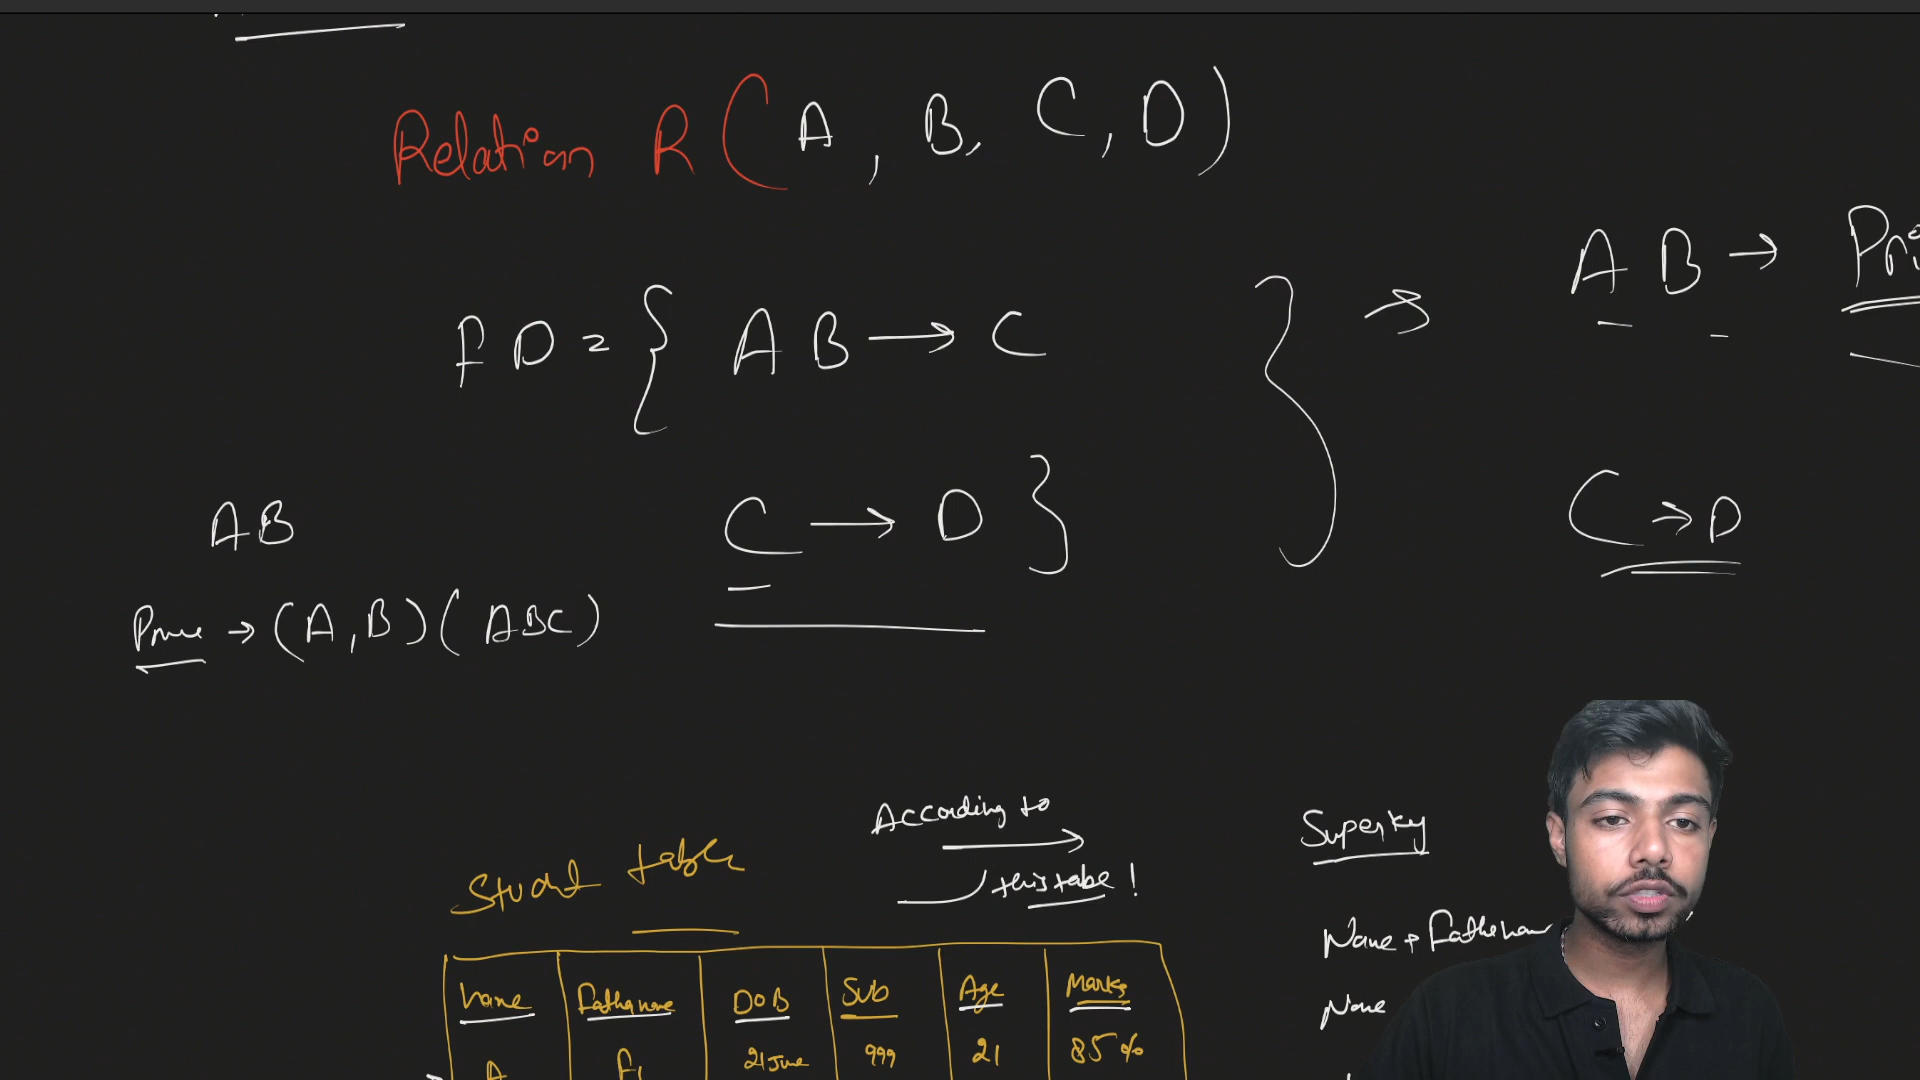 Relation R(A, B, C, D)
FD = { AB → C
C → D }
AB →
C → D
AB
Prime → (A,B)(ABC)
According to
this table!
Student table
Superkey
Name Fathername DOB Sub Age Marks
A F1 21 June 999 21 85%
Name + Fathername
Name